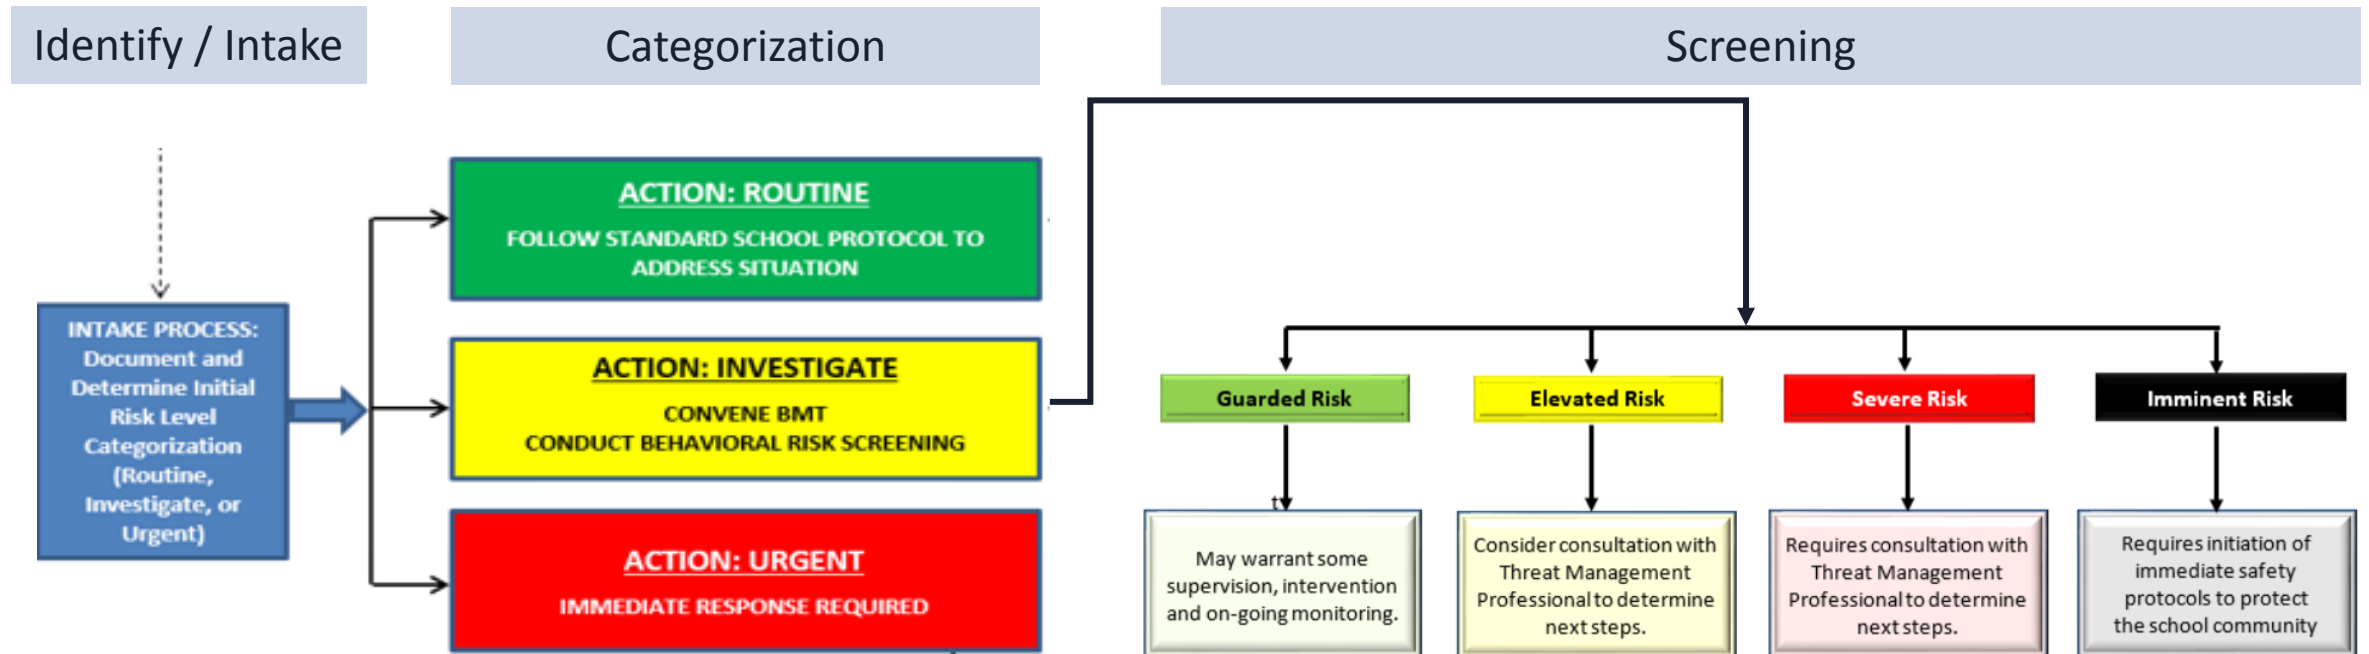 Identify / Intake
Categorization
Screening
INTAKE PROCESS:
Document and
Determine Initial
Risk Level
Categorization
(Routine,
Investigate, or
Urgent)
ACTION: ROUTINE
FOLLOW STANDARD SCHOOL PROTOCOL TO
ADDRESS SITUATION
ACTION: INVESTIGATE
CONVENE BMT
CONDUCT BEHAVIORAL RISK SCREENING
ACTION: URGENT
IMMEDIATE RESPONSE REQUIRED
Guarded Risk
t
May warrant some
supervision, intervention
and on-going monitoring.
Elevated Risk
Consider consultation with
Threat Management
Professional to determine
next steps.
Severe Risk
Requires consultation with
Threat Management
Professional to determine
next steps.
Imminent Risk
Requires initiation of
immediate safety
protocols to protect
the school community